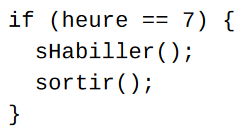 if (heure == 7) {
  sHabiller();
  sortir();
}